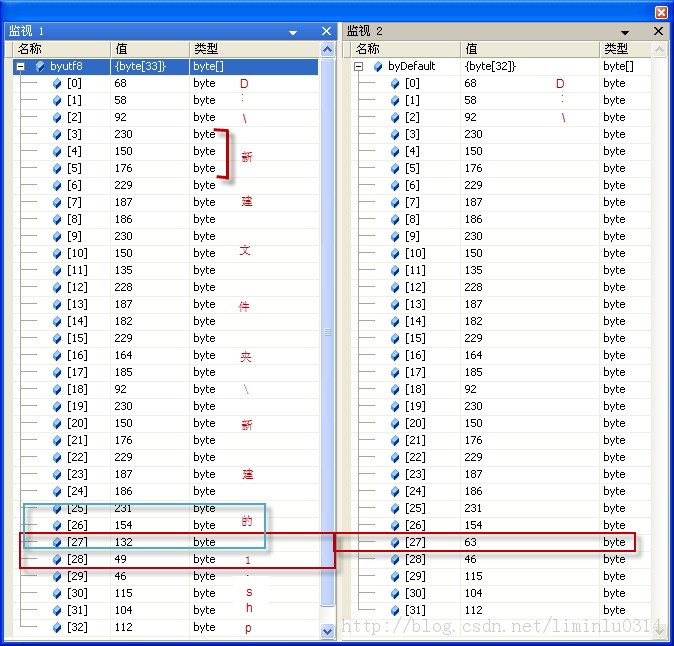 监视 1
名称 值 类型
byutf8 {byte[33]} byte[]
[0] 68 byte D
[1] 58 byte :
[2] 92 byte \
[3] 230 byte
[4] 150 byte 新
[5] 176 byte
[6] 229 byte
[7] 187 byte 建
[8] 186 byte
[9] 230 byte
[10] 150 byte 文
[11] 135 byte
[12] 228 byte
[13] 187 byte 件
[14] 182 byte
[15] 229 byte
[16] 164 byte 夹
[17] 185 byte
[18] 92 byte \
[19] 230 byte
[20] 150 byte 新
[21] 176 byte
[22] 229 byte
[23] 187 byte 建
[24] 186 byte
[25] 231 byte
[26] 154 byte 的
[27] 132 byte
[28] 49 byte 1
[29] 46 byte .
[30] 115 byte s
[31] 104 byte h
[32] 112 byte p
监视 2
名称 值 类型
byDefault {byte[32]} byte[]
[0] 68 D byte
[1] 58 : byte
[2] 92 \ byte
[3] 230 byte
[4] 150 byte
[5] 176 byte
[6] 229 byte
[7] 187 byte
[8] 186 byte
[9] 230 byte
[10] 150 byte
[11] 135 byte
[12] 228 byte
[13] 187 byte
[14] 182 byte
[15] 229 byte
[16] 164 byte
[17] 185 byte
[18] 92 byte
[19] 230 byte
[20] 150 byte
[21] 176 byte
[22] 229 byte
[23] 187 byte
[24] 186 byte
[25] 231 byte
[26] 154 byte
[27] 63 byte
[28] 46 byte
[29] 115 byte
[30] 104 byte
[31] 112 byte
http://blog.csdn.net/liminlu0314